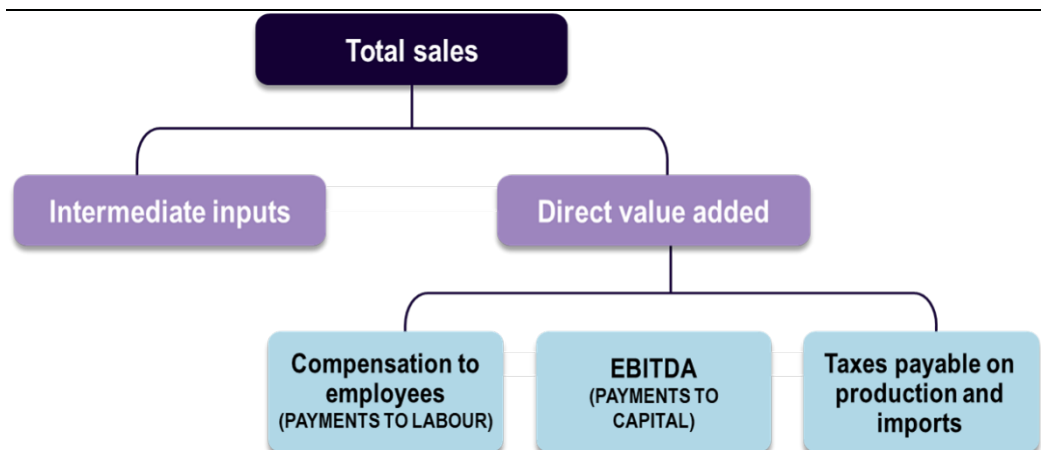 Total sales
Intermediate inputs
Direct value added
Compensation to
employees
(PAYMENTS TO LABOUR)
EBITDA
(PAYMENTS TO
CAPITAL)
Taxes payable on
production and
imports